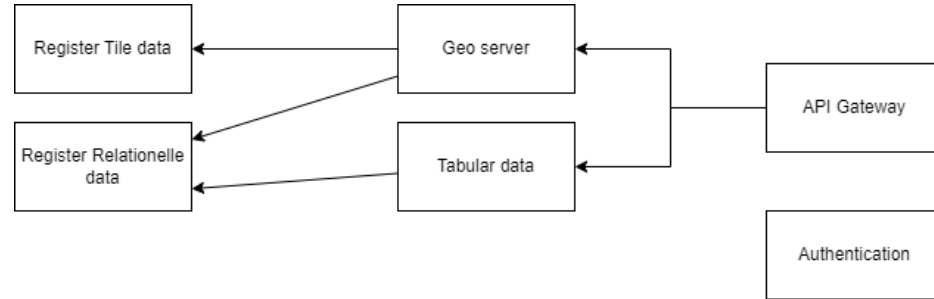 Register Tile data
Geo server
API Gateway
Register Relationelle
data
Tabular data
Authentication